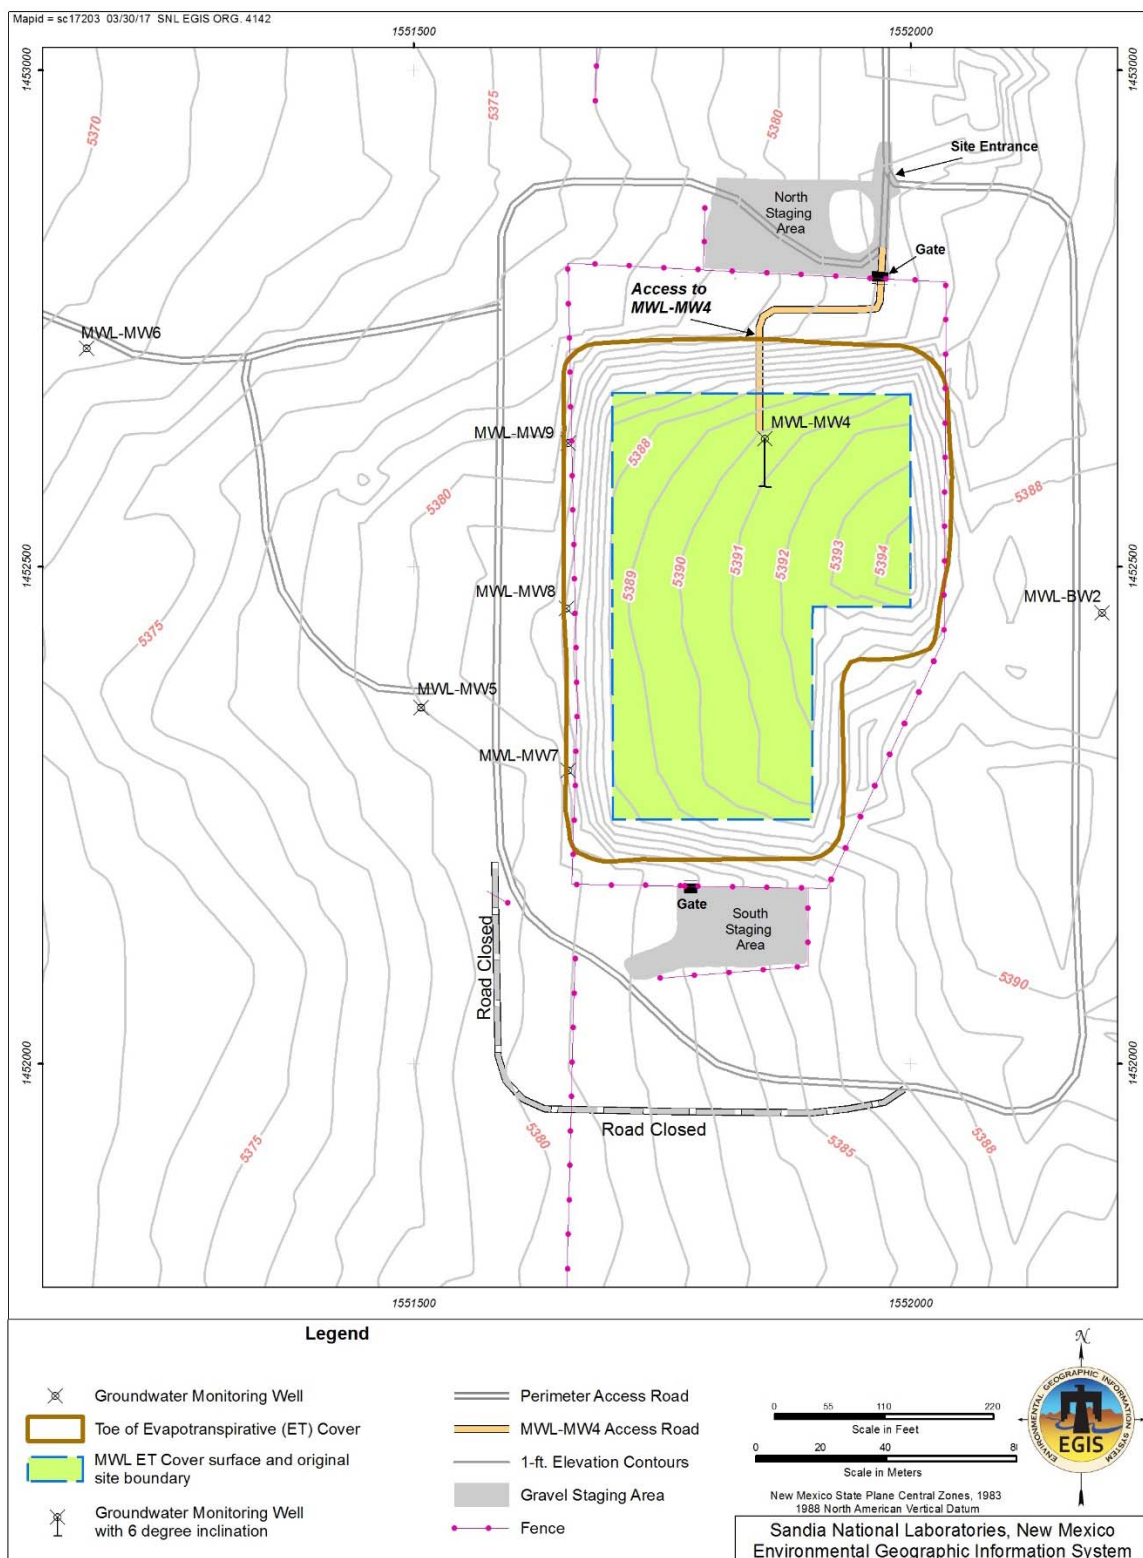 Mapid = sc17203 03/30/17 SNL EGIS ORG. 4142
1551500
1552000
1453000
1453000
5370
5375
5380
Site Entrance
North
Staging
Area
Gate
Access to
MWL-MW4
MWL-MW6
MWL-MW9
MWL-MW4
5388
5388
5380
1452500
1452500
5389
5390
5391
5392
5393
5394
MWL-MW8
MWL-BW2
5375
MWL-MW5
MWL-MW7
Gate
South
Staging
Area
Road Closed
5390
1452000
1452000
Road Closed
5375
5380
5385
5388
1551500
1552000
Legend
Groundwater Monitoring Well
Toe of Evapotranspirative (ET) Cover
MWL ET Cover surface and original
site boundary
Groundwater Monitoring Well
with 6 degree inclination
Perimeter Access Road
MWL-MW4 Access Road
1-ft. Elevation Contours
Gravel Staging Area
Fence
0 55 110 220
Scale in Feet
0 20 40 8
Scale in Meters
New Mexico State Plane Central Zones, 1983
1988 North American Vertical Datum
N
ENVIRONMENTAL GEOGRAPHIC INFORMATION SYSTEM
EGIS
Sandia National Laboratories, New Mexico
Environmental Geographic Information System